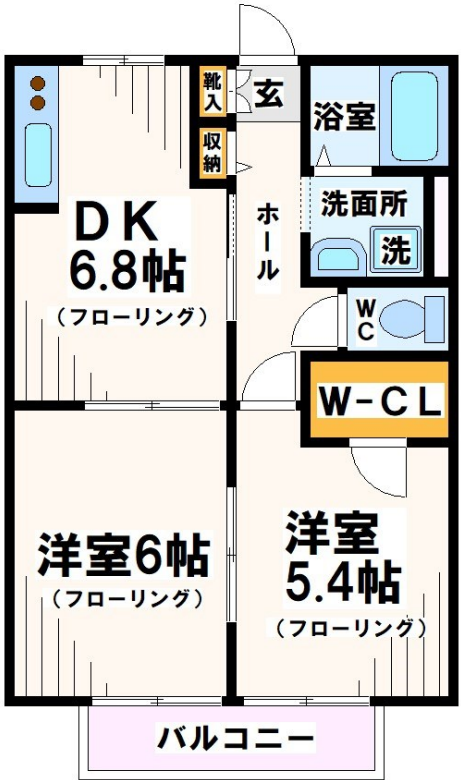 靴入
玄
浴室
収納
DK
6.8帖
(フローリング)
ホール
洗面所
洗
WC
W-CL
洋室6帖
(フローリング)
洋室
5.4帖
(フローリング)
バルコニー